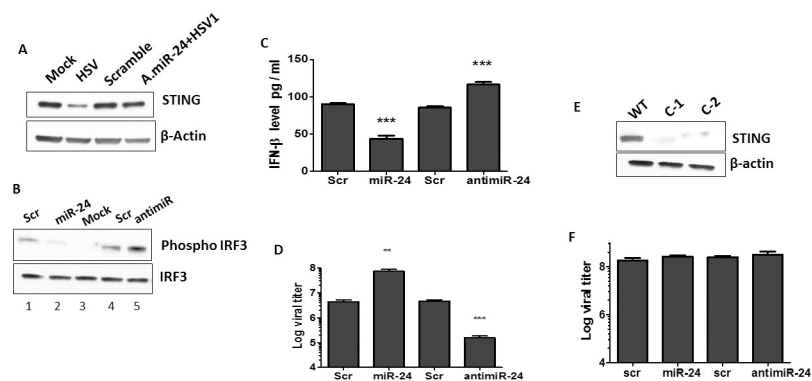 A
Mock
HSV
Scramble
A.miR-24+HSV1
STING
β-Actin
B
Scr
miR-24
Mock
Scr
antimiR
Phospho IRF3
IRF3
1 2 3 4 5
C
IFN-β level pg / ml
150
100
50
0
***
***
Scr miR-24 Scr antimiR-24
D
Log viral titer
8
7
6
5
4
**
***
Scr miR-24 Scr antimiR-24
E
WT
C-1
C-2
STING
β-actin
F
Log viral titer
8
6
4
scr miR-24 scr antimiR-24